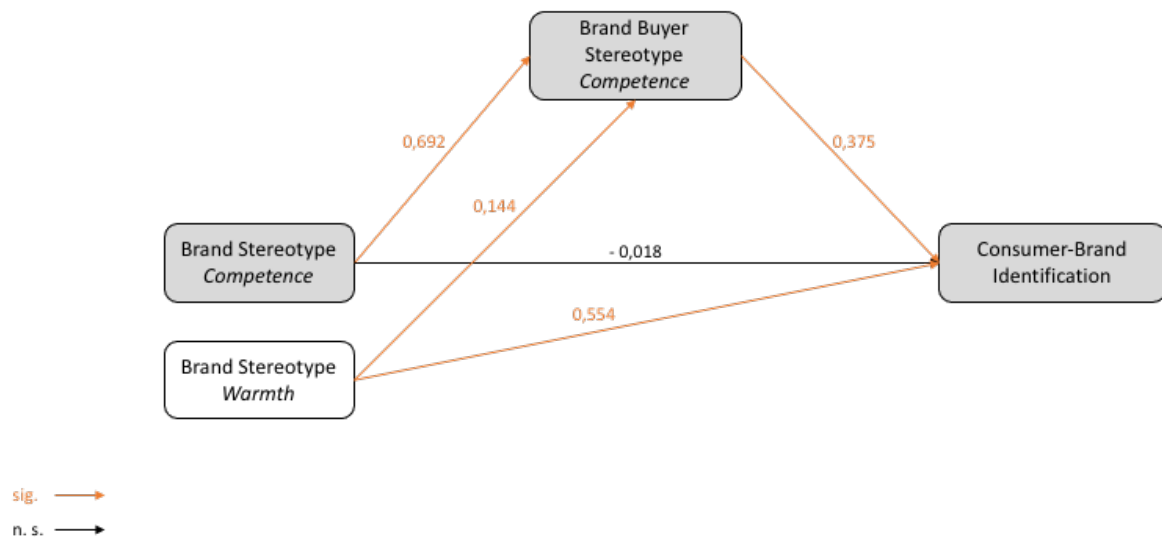 Brand Buyer
Stereotype
Competence
0,692
0,375
0,144
Brand Stereotype
Competence
- 0,018
Consumer-Brand
Identification
0,554
Brand Stereotype
Warmth
sig.
n. s.